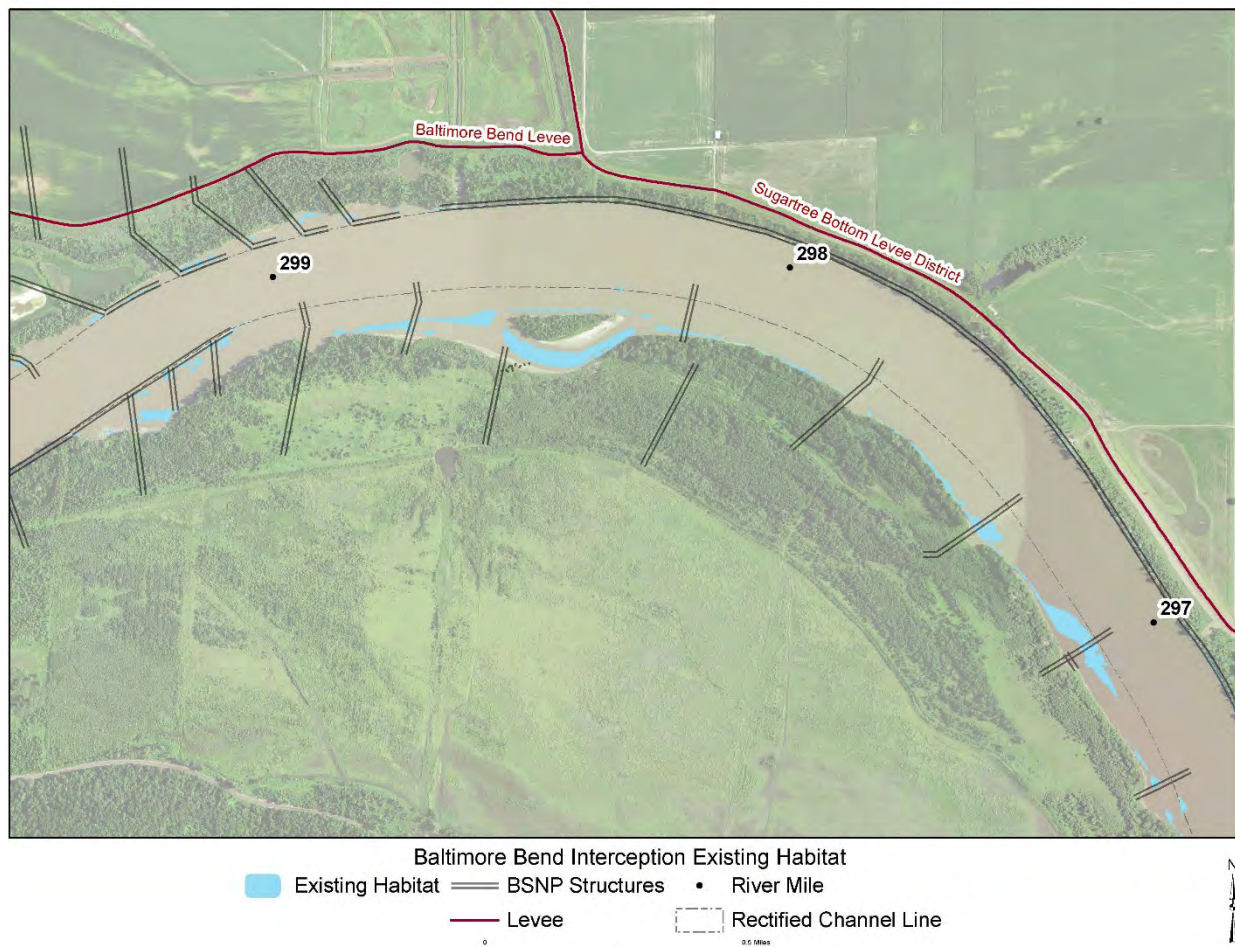 Baltimore Bend Levee
Sugartree Bottom Levee District
299
298
297
Baltimore Bend Interception Existing Habitat
Existing Habitat
BSNP Structures
River Mile
Levee
Rectified Channel Line
N
0
0.5 Miles